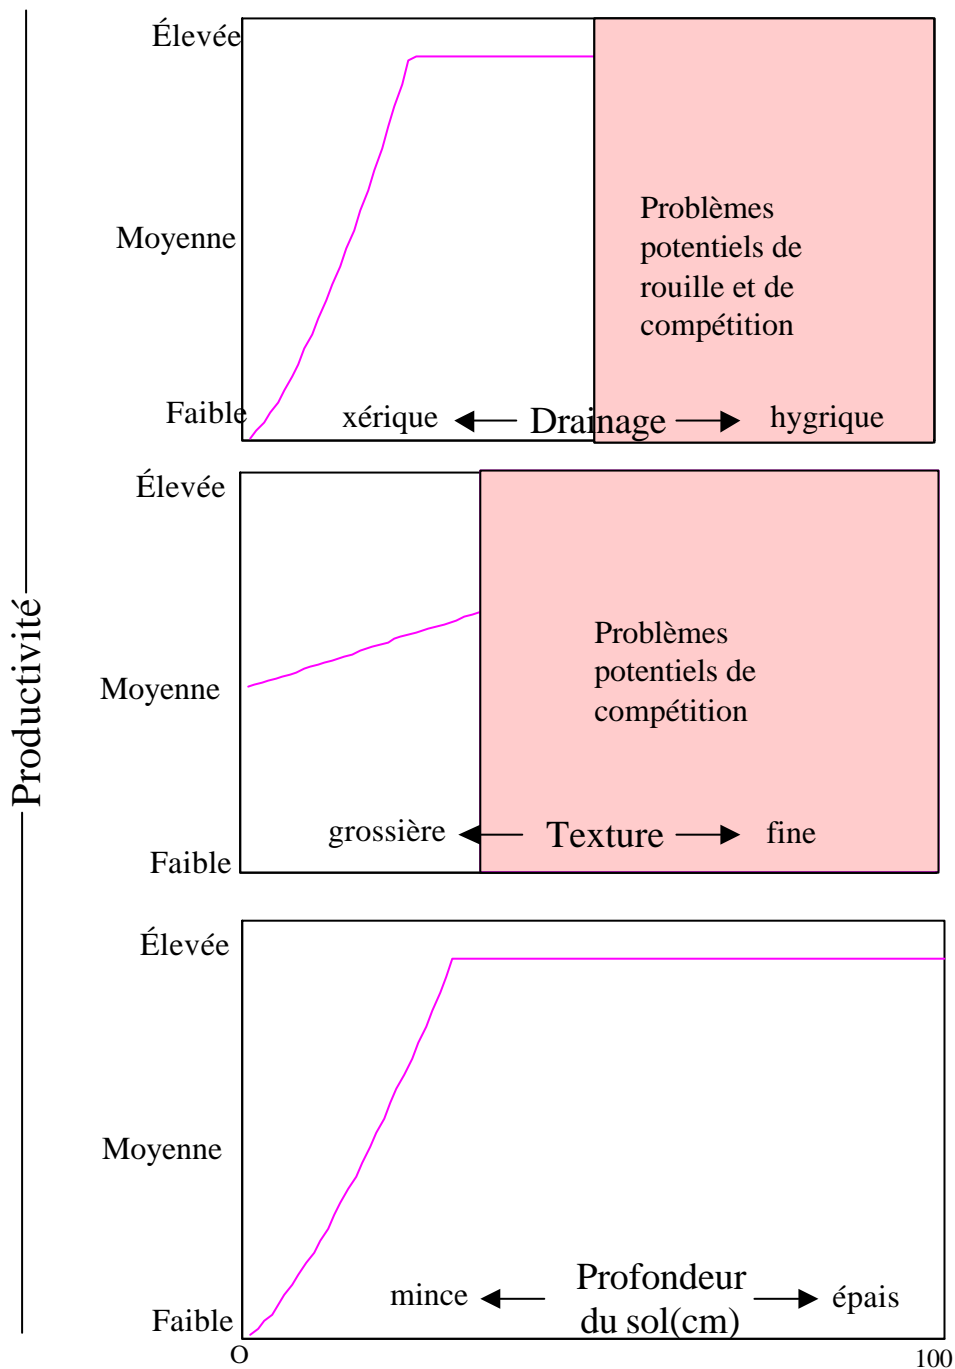 Productivité
Élevée
Moyenne
Faible
Problèmes
potentiels de
rouille et de
compétition
xérique
Drainage
hygrique
Élevée
Moyenne
Faible
Problèmes
potentiels de
compétition
grossière
Texture
fine
Élevée
Moyenne
Faible
mince
Profondeur
du sol(cm)
épais
O
100